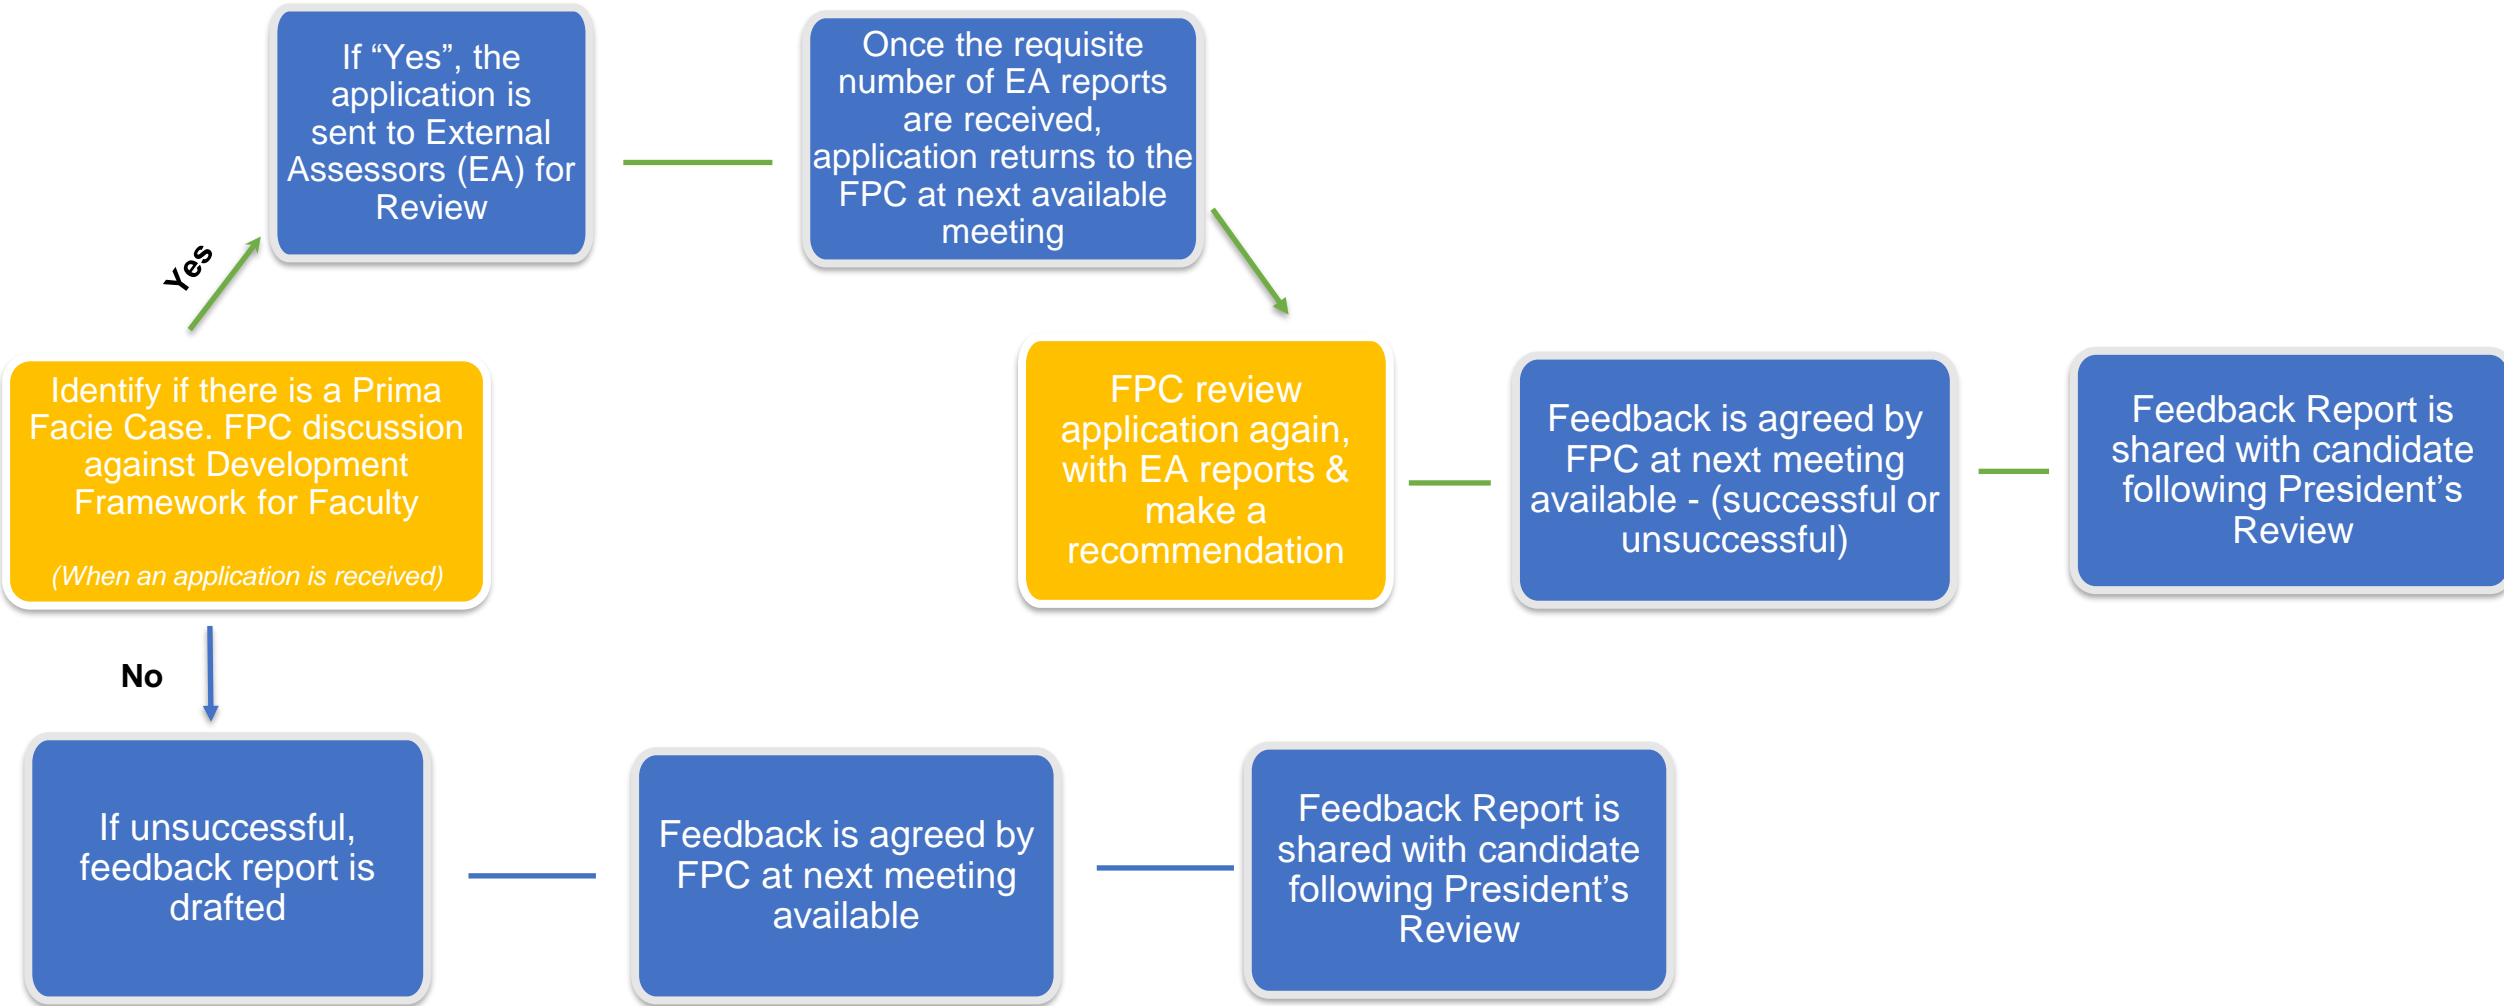 If “Yes”, the
application is
sent to External
Assessors (EA) for
Review
Once the requisite
number of EA reports
are received,
application returns to the
FPC at next available
meeting
Yes
Identify if there is a Prima
Facie Case. FPC discussion
against Development
Framework for Faculty
(When an application is received)
FPC review
application again,
with EA reports &
make a
recommendation
Feedback is agreed by
FPC at next meeting
available - (successful or
unsuccessful)
Feedback Report is
shared with candidate
following President’s
Review
No
If unsuccessful,
feedback report is
drafted
Feedback is agreed by
FPC at next meeting
available
Feedback Report is
shared with candidate
following President’s
Review